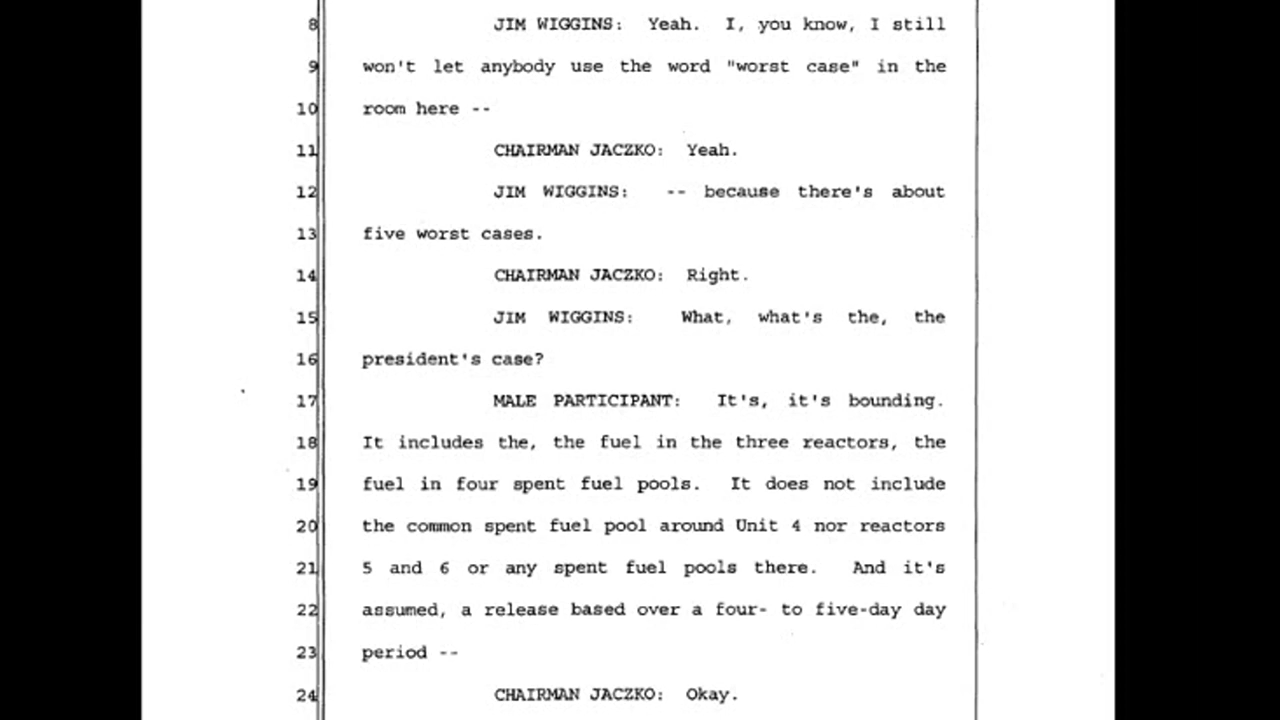 8 JIM WIGGINS: Yeah. I, you know, I still
9 won't let anybody use the word "worst case" in the
10 room here --
11 CHAIRMAN JACZKO: Yeah.
12 JIM WIGGINS: -- because there's about
13 five worst cases.
14 CHAIRMAN JACZKO: Right.
15 JIM WIGGINS: What, what's the, the
16 president's case?
17 MALE PARTICIPANT: It's, it's bounding.
18 It includes the, the fuel in the three reactors, the
19 fuel in four spent fuel pools. It does not include
20 the common spent fuel pool around Unit 4 nor reactors
21 5 and 6 or any spent fuel pools there. And it's
22 assumed, a release based over a four- to five-day day
23 period --
24 CHAIRMAN JACZKO: Okay.